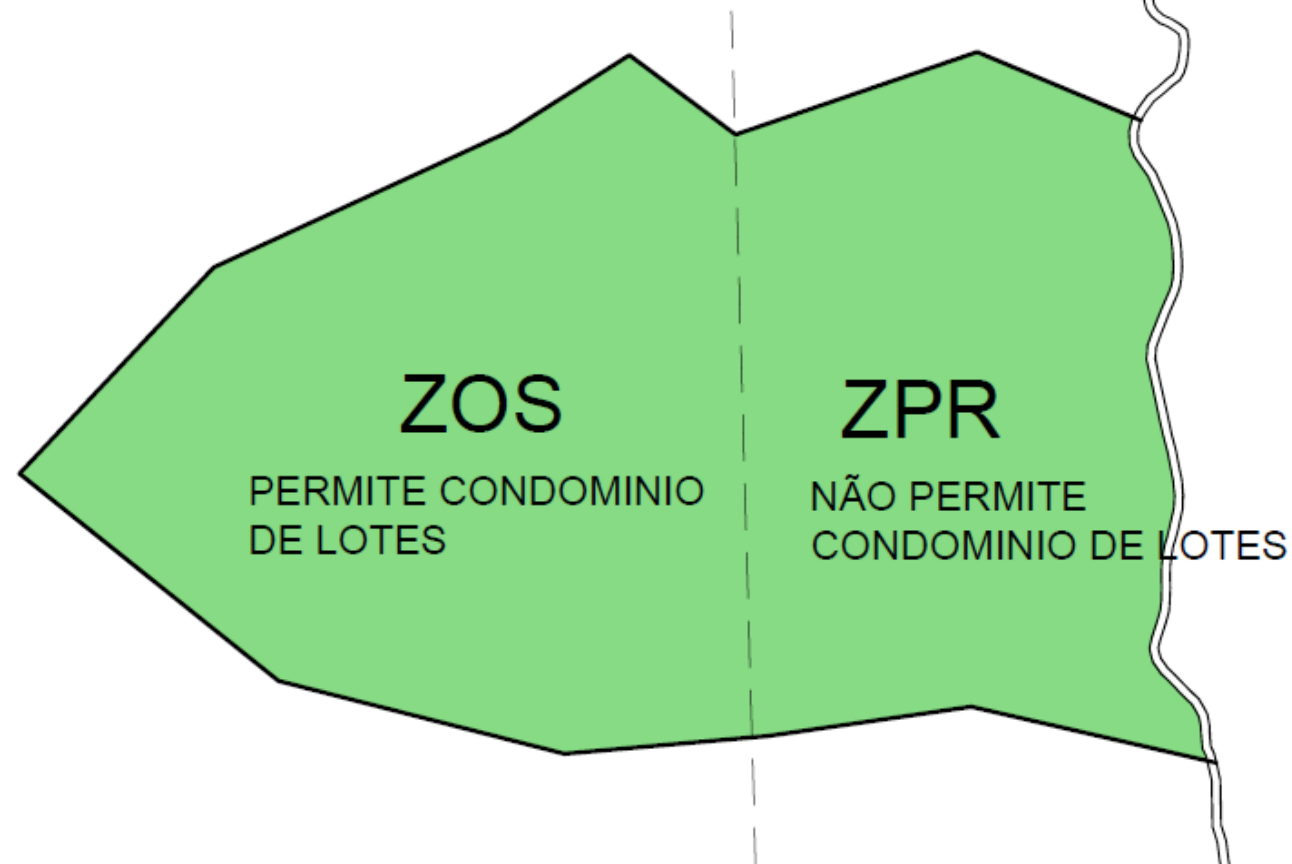 ZOS
PERMITE CONDOMINIO
DE LOTES
ZPR
NÃO PERMITE
CONDOMINIO DE LOTES